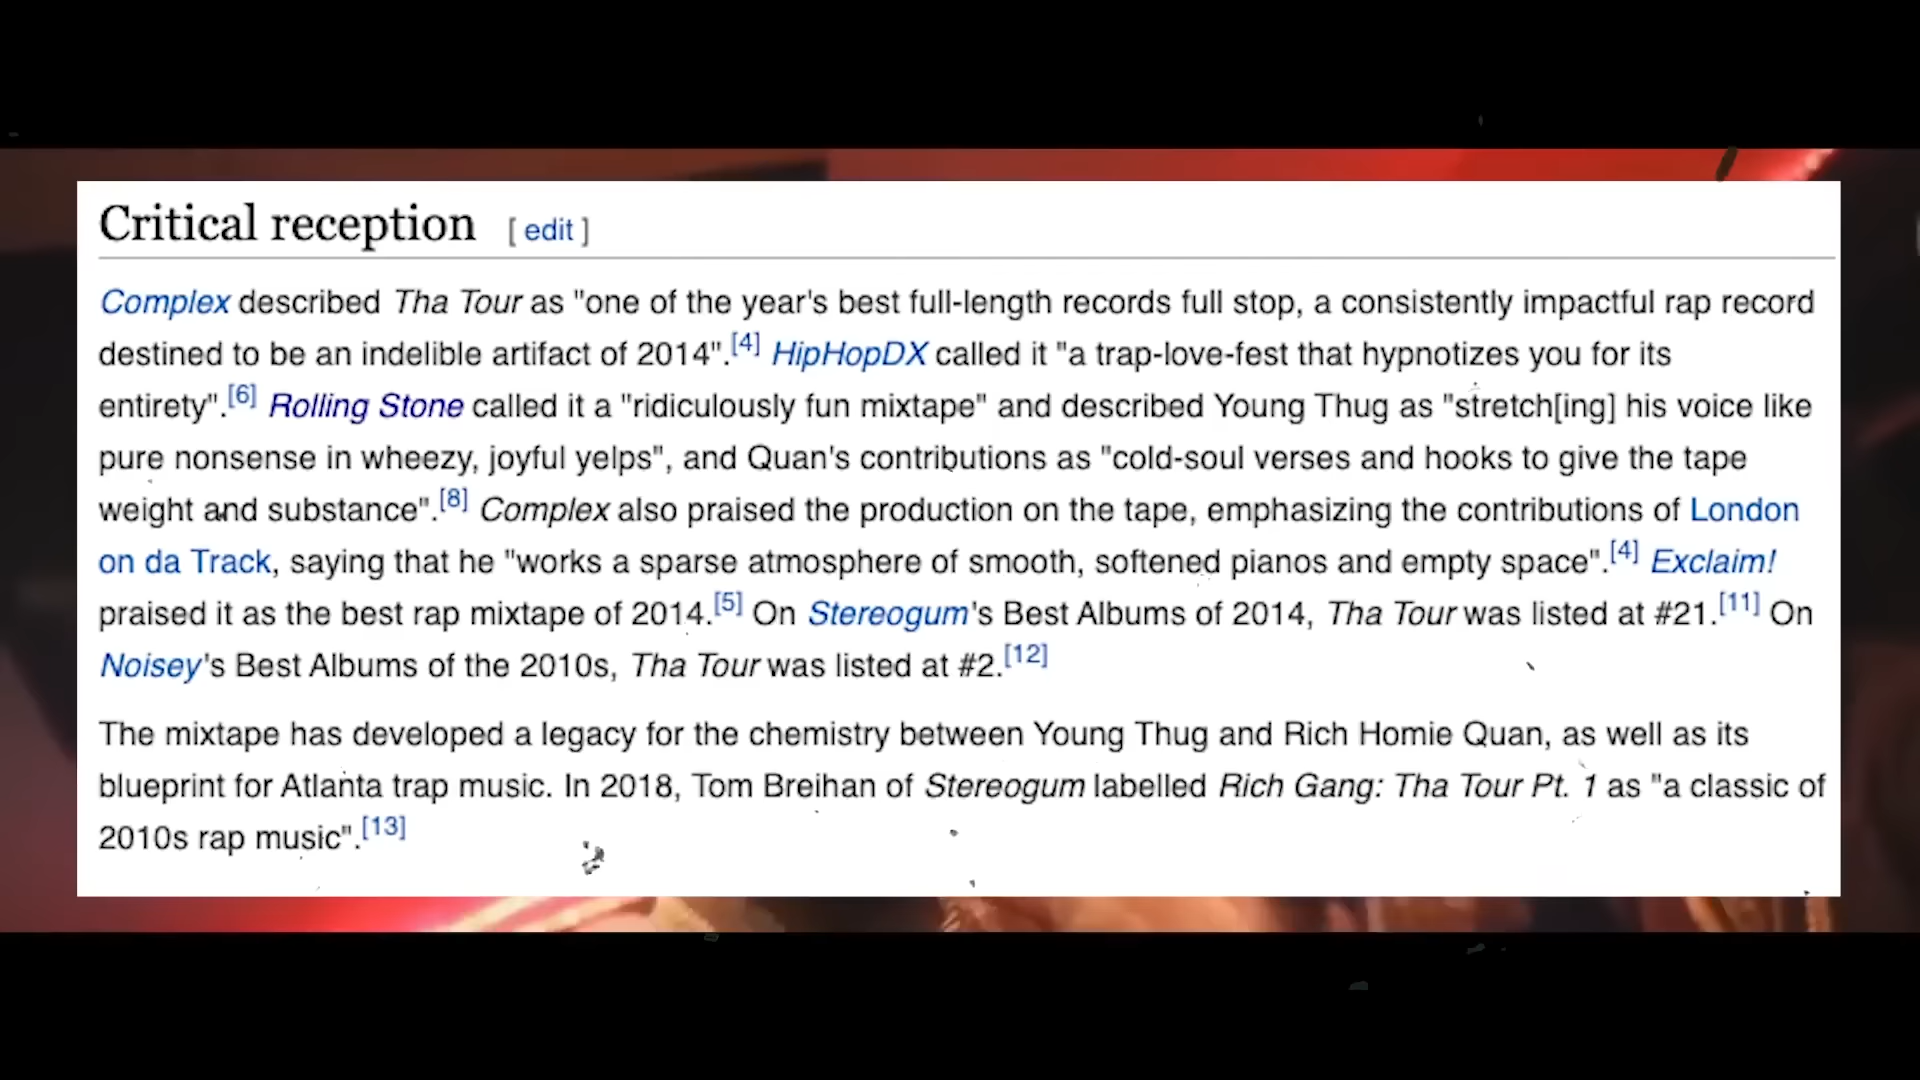 Critical reception [ edit ]
Complex described Tha Tour as "one of the year's best full-length records full stop, a consistently impactful rap record
destined to be an indelible artifact of 2014".[4] HipHopDX called it "a trap-love-fest that hypnotizes you for its
entirety".[6] Rolling Stone called it a "ridiculously fun mixtape" and described Young Thug as "stretch[ing] his voice like
pure nonsense in wheezy, joyful yelps", and Quan's contributions as "cold-soul verses and hooks to give the tape
weight and substance".[8] Complex also praised the production on the tape, emphasizing the contributions of London
on da Track, saying that he "works a sparse atmosphere of smooth, softened pianos and empty space".[4] Exclaim!
praised it as the best rap mixtape of 2014.[5] On Stereogum's Best Albums of 2014, Tha Tour was listed at #21.[11] On
Noisey's Best Albums of the 2010s, Tha Tour was listed at #2.[12]
The mixtape has developed a legacy for the chemistry between Young Thug and Rich Homie Quan, as well as its
blueprint for Atlanta trap music. In 2018, Tom Breihan of Stereogum labelled Rich Gang: Tha Tour Pt. 1 as "a classic of
2010s rap music".[13]